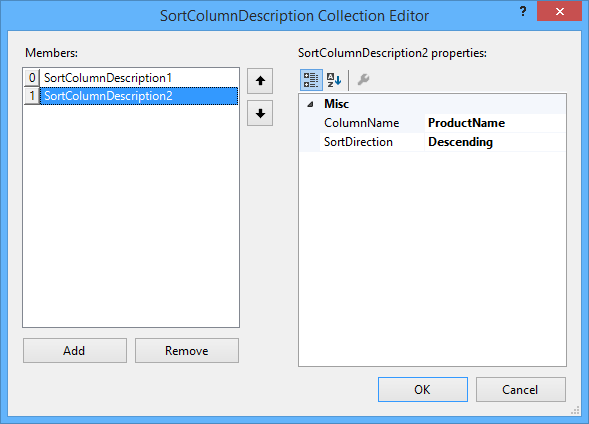 SortColumnDescription Collection Editor ?
Members: SortColumnDescription2 properties:
0 SortColumnDescription1
1 SortColumnDescription2
Misc
ColumnName ProductName
SortDirection Descending
Add Remove
OK Cancel